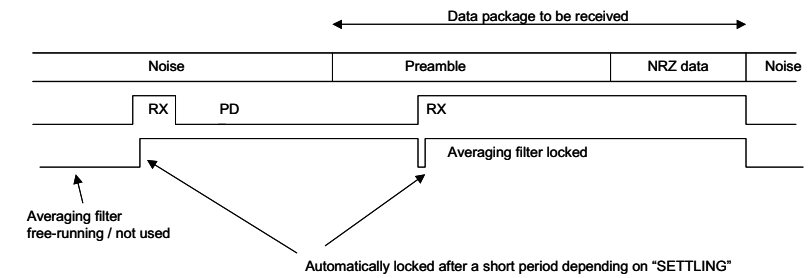 Data package to be received
Noise Preamble NRZ data Noise
RX PD RX
Averaging filter locked
Averaging filter
free-running / not used
Automatically locked after a short period depending on “SETTLING”